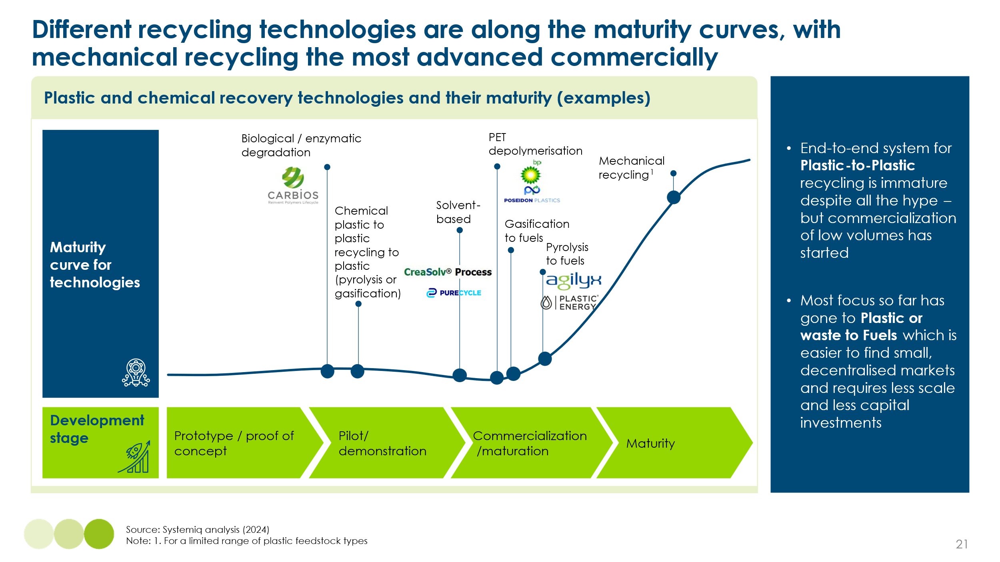 Different recycling technologies are along the maturity curves, with
mechanical recycling the most advanced commercially
Plastic and chemical recovery technologies and their maturity (examples)
Maturity
curve for
technologies
Biological / enzymatic
degradation
CARBIOS
Reinvent Polymers Lifecycle
Chemical
plastic to
plastic
recycling to
plastic
(pyrolysis or
gasification)
Solvent-
based
CreaSolv® Process
PURECYCLE
PET
depolymerisation
bp
POSEIDON PLASTICS
Gasification
to fuels
Pyrolysis
to fuels
agilyx
PLASTIC
ENERGY
Mechanical
recycling1
Development
stage
Prototype / proof of
concept
Pilot/
demonstration
Commercialization
/maturation
Maturity
• End-to-end system for
Plastic-to-Plastic
recycling is immature
despite all the hype –
but commercialization
of low volumes has
started
• Most focus so far has
gone to Plastic or
waste to Fuels which is
easier to find small,
decentralised markets
and requires less scale
and less capital
investments
Source: Systemiq analysis (2024)
Note: 1. For a limited range of plastic feedstock types
21